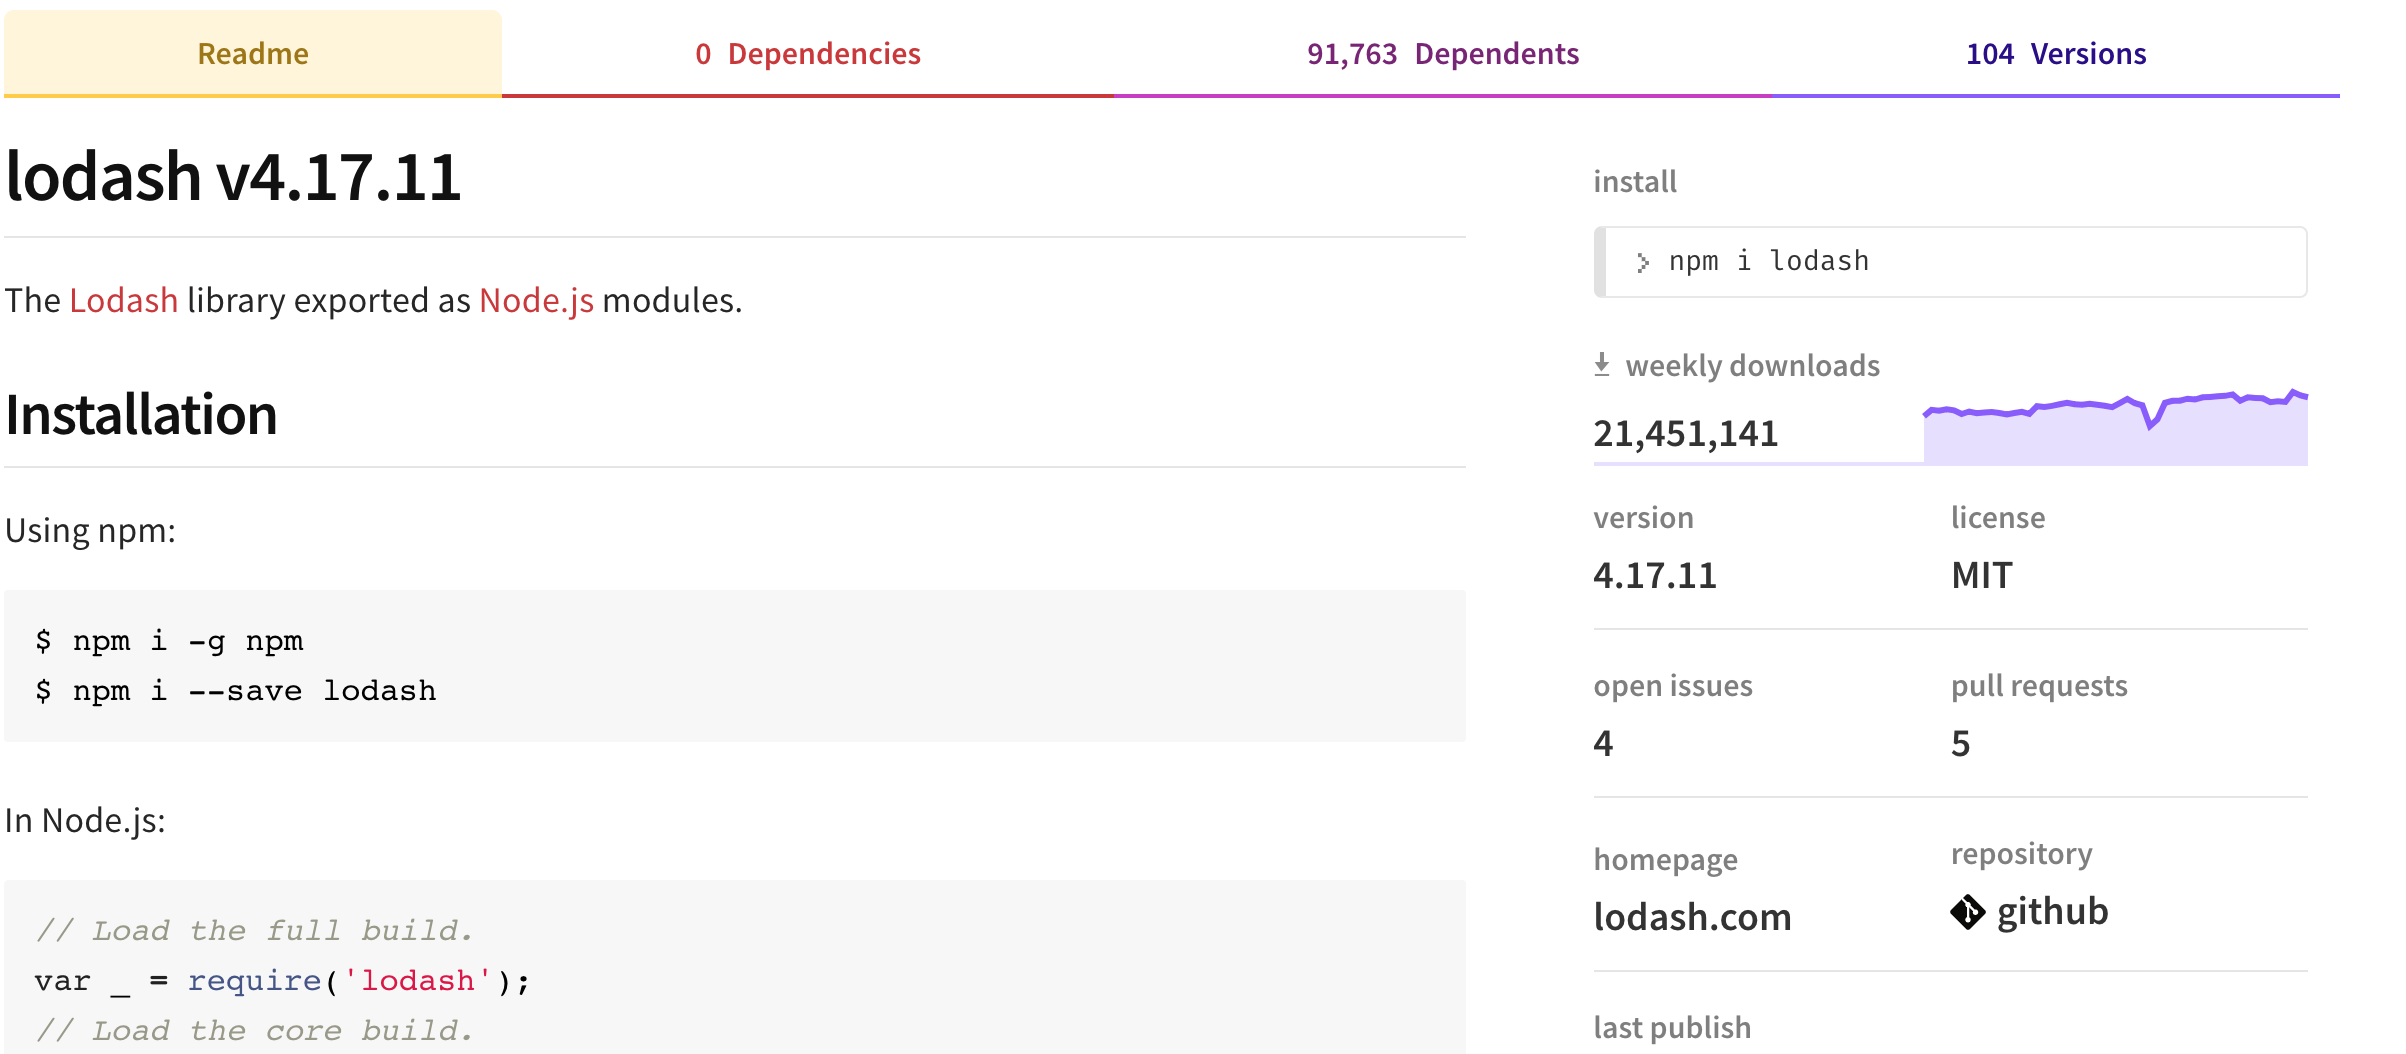 Readme
0 Dependencies
91,763 Dependents
104 Versions
lodash v4.17.11
The Lodash library exported as Node.js modules.
Installation
Using npm:
$ npm i -g npm
$ npm i --save lodash
In Node.js:
// Load the full build.
var _ = require('lodash');
// Load the core build.
install
npm i lodash
weekly downloads
21,451,141
version
license
4.17.11
MIT
open issues
pull requests
4
5
homepage
repository
lodash.com
github
last publish